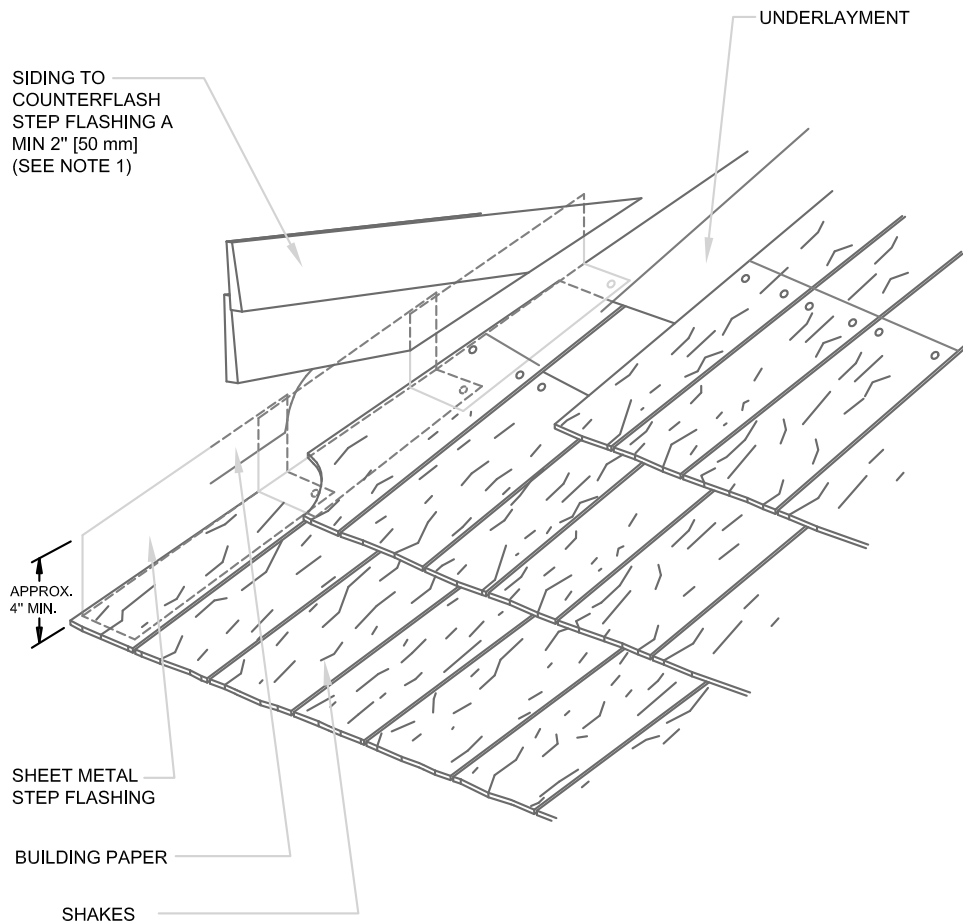 UNDERLAYMENT
SIDING TO
COUNTERFLASH
STEP FLASHING A
MIN 2" [50 mm]
(SEE NOTE 1)
APPROX.
4" MIN.
SHEET METAL
STEP FLASHING
BUILDING PAPER
SHAKES